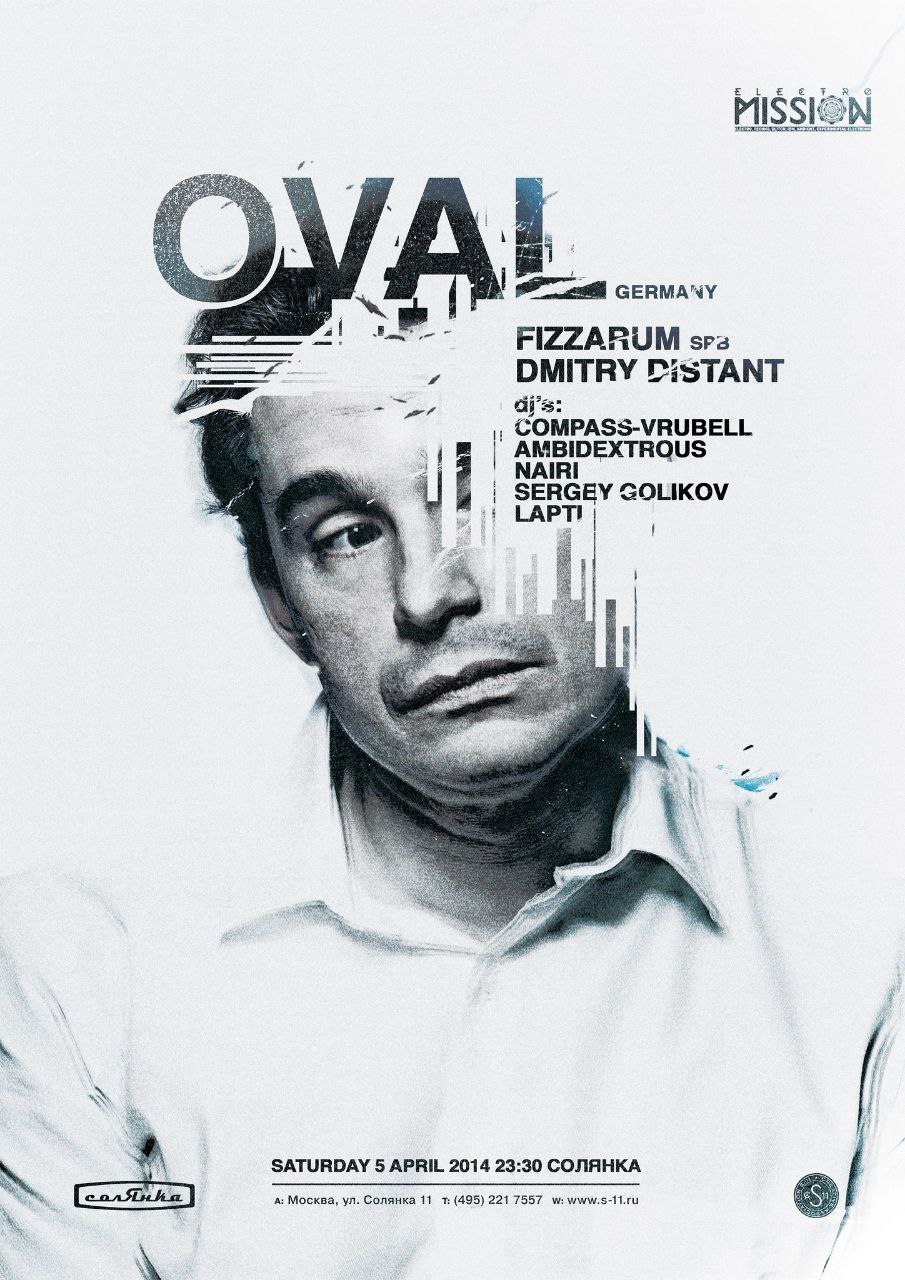 ELECTRO
MISSION
OVAL
GERMANY
FIZZARUM SPB
DMITRY DISTANT
dj's:
COMPASS-VRUBELL
AMBIDEXTROUS
NAIRI
SERGEY GOLIKOV
LAPTI
SATURDAY 5 APRIL 2014 23:30 СОЛЯНКА
солЯнка
A: Москва, ул. Солянка 11 T: (495) 221 7557 W: www.s-11.ru
S